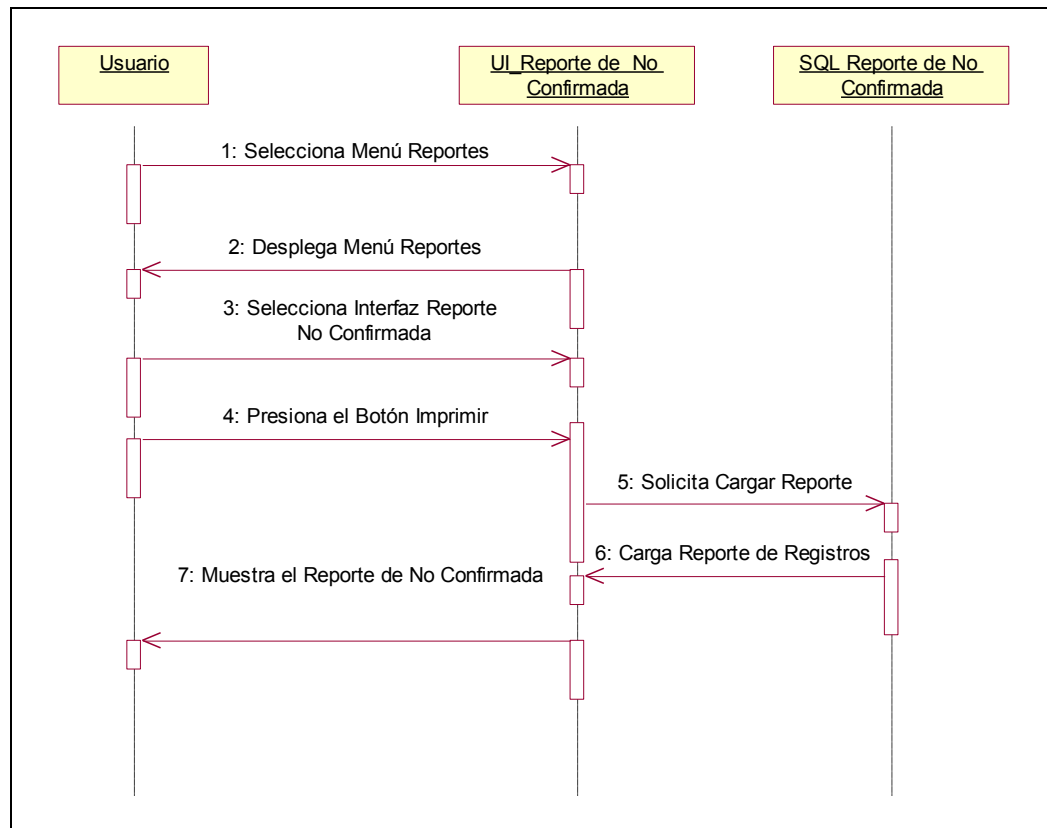 Usuario
UI_Reporte de No
Confirmada
SQL Reporte de No
Confirmada
1: Selecciona Menú Reportes
2: Desplega Menú Reportes
3: Selecciona Interfaz Reporte
No Confirmada
4: Presiona el Botón Imprimir
5: Solicita Cargar Reporte
6: Carga Reporte de Registros
7: Muestra el Reporte de No Confirmada